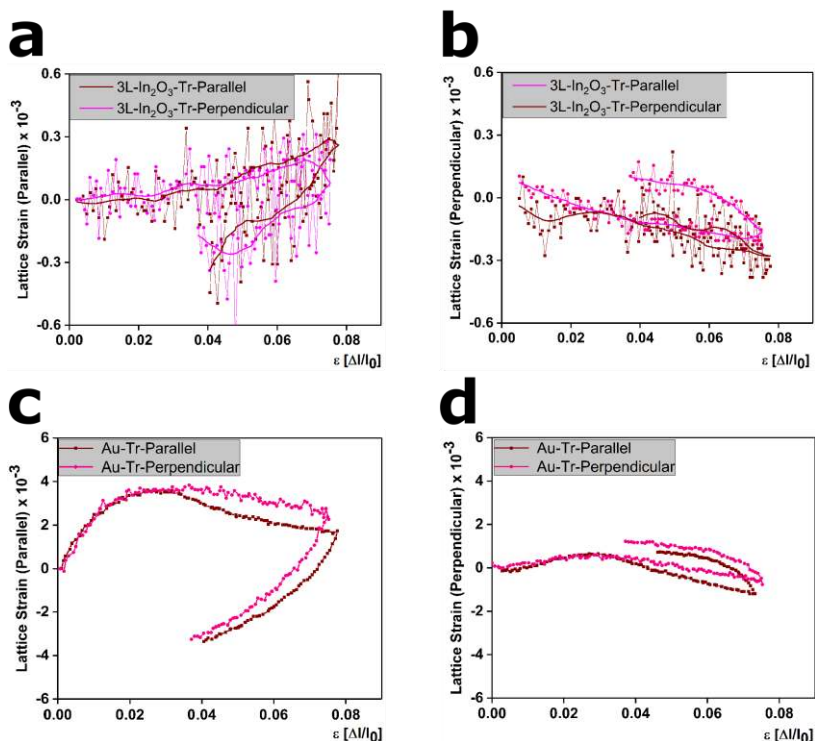 a
0.6
0.3
0.0
-0.3
-0.6
0.00 0.02 0.04 0.06 0.08
Lattice Strain (Parallel) x 10⁻³
3L-In₂O₃-Tr-Parallel
3L-In₂O₃-Tr-Perpendicular
ε [Δl/l₀]
b
0.6
0.3
0.0
-0.3
-0.6
0.00 0.02 0.04 0.06 0.08
Lattice Strain (Perpendicular) x 10⁻³
3L-In₂O₃-Tr-Parallel
3L-In₂O₃-Tr-Perpendicular
ε [Δl/l₀]
c
6
4
2
0
-2
-4
-6
0.00 0.02 0.04 0.06 0.08
Lattice Strain (Parallel) x 10⁻³
Au-Tr-Parallel
Au-Tr-Perpendicular
ε [Δl/l₀]
d
6
4
2
0
-2
-4
-6
0.00 0.02 0.04 0.06 0.08
Lattice Strain (Perpendicular) x 10⁻³
Au-Tr-Parallel
Au-Tr-Perpendicular
ε [Δl/l₀]